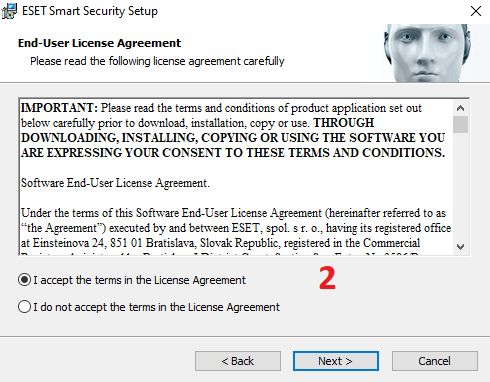 ESET Smart Security Setup
End-User License Agreement
Please read the following license agreement carefully
IMPORTANT: Please read the terms and conditions of product application set out
below carefully prior to download, installation, copy or use. THROUGH
DOWNLOADING, INSTALLING, COPYING OR USING THE SOFTWARE YOU
ARE EXPRESSING YOUR CONSENT TO THESE TERMS AND CONDITIONS.
Software End-User License Agreement.
Under the terms of this Software End-User License Agreement (hereinafter referred to as
“the Agreement”) executed by and between ESET, spol. s r. o., having its registered office
at Einsteinova 24, 851 01 Bratislava, Slovak Republic, registered in the Commercial
I accept the terms in the License Agreement
2
I do not accept the terms in the License Agreement
< Back
Next >
Cancel